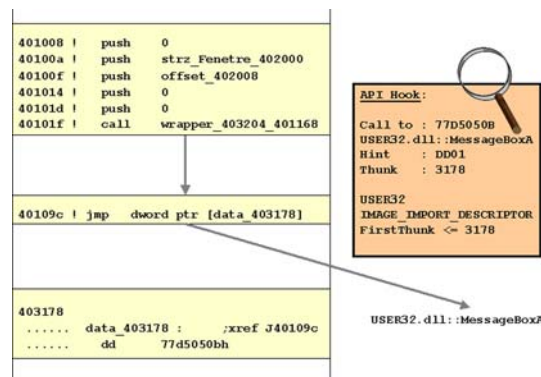 401008 ! push 0
40100a ! push strz_Fenetre_402000
40100f ! push offset_402008
401014 ! push 0
40101d ! push 0
40101f ! call wrapper_403204_401168
40109c ! jmp dword ptr [data_403178]
403178
...... data_403178 : ;xref J40109c
...... dd 77d5050bh
API Hook:
Call to : 77D5050B
USER32.dll::MessageBoxA
Hint : DD01
Thunk : 3178
USER32
IMAGE_IMPORT_DESCRIPTOR
FirstThunk <= 3178
USER32.dll::MessageBoxA